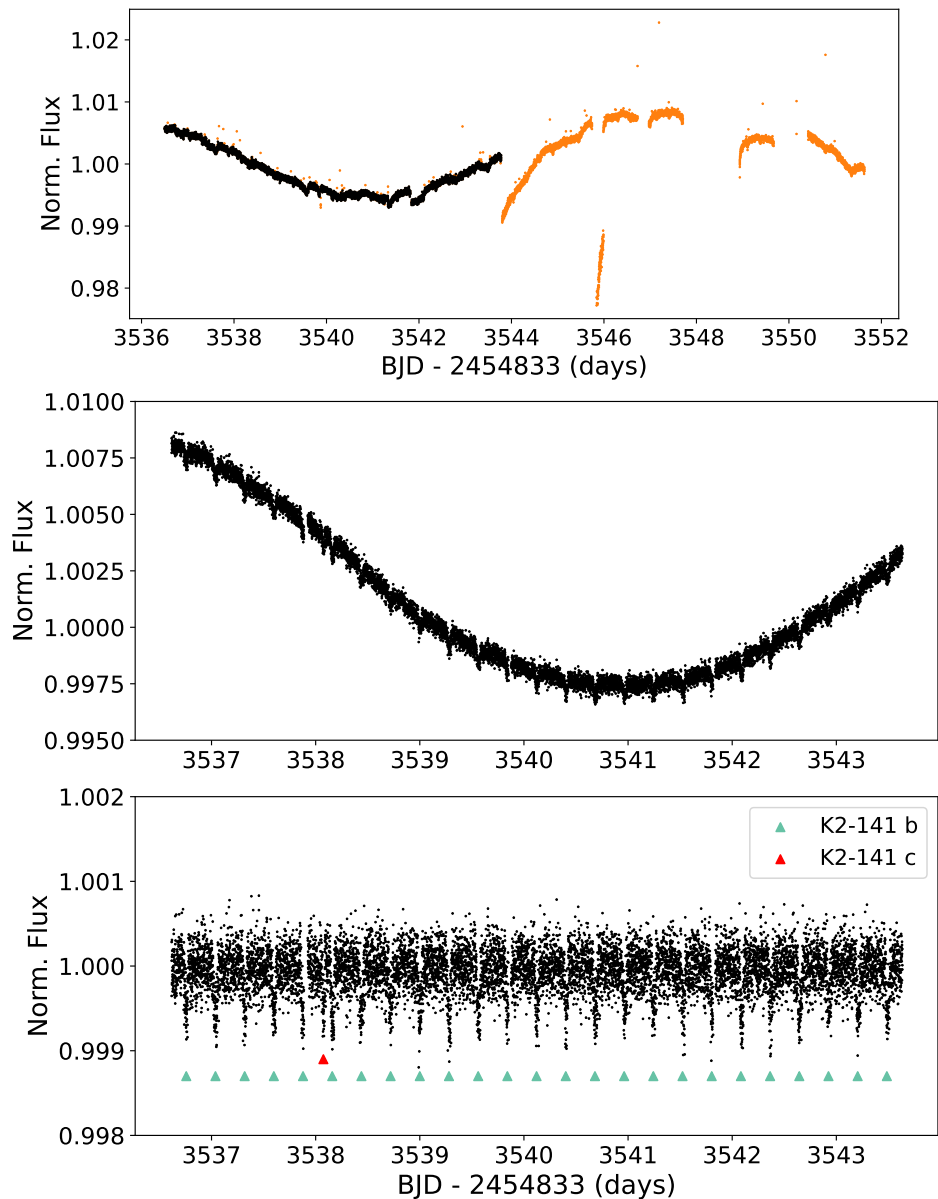 1.02
1.01
1.00
0.99
0.98
Norm. Flux
3536 3538 3540 3542 3544 3546 3548 3550 3552
BJD - 2454833 (days)
1.0100
1.0075
1.0050
1.0025
1.0000
0.9975
0.9950
Norm. Flux
3537 3538 3539 3540 3541 3542 3543
1.002
1.001
1.000
0.999
0.998
Norm. Flux
K2-141 b
K2-141 c
3537 3538 3539 3540 3541 3542 3543
BJD - 2454833 (days)